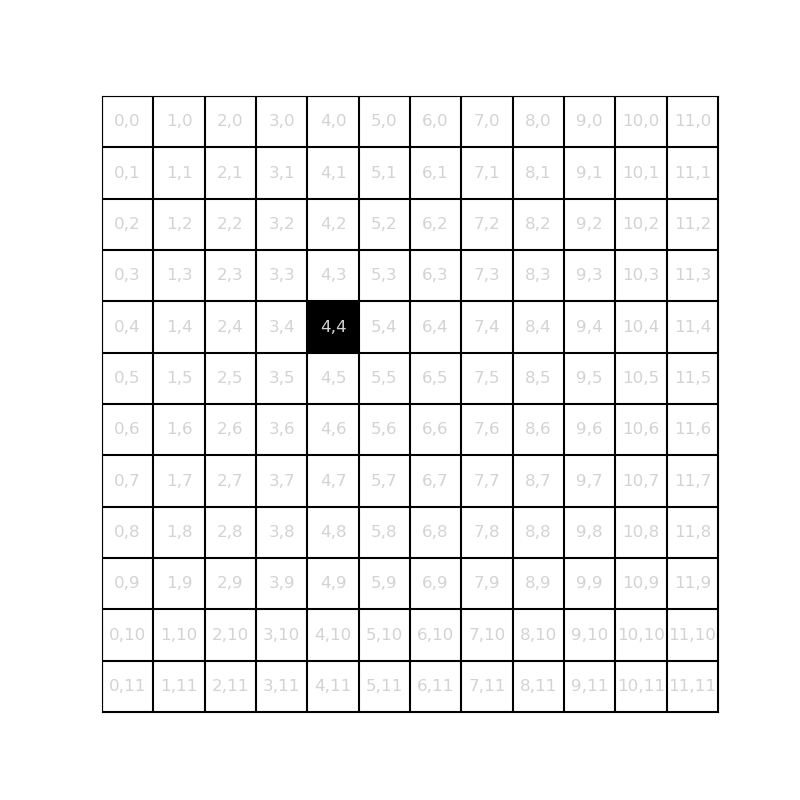 0,0 1,0 2,0 3,0 4,0 5,0 6,0 7,0 8,0 9,0 10,0 11,0
0,1 1,1 2,1 3,1 4,1 5,1 6,1 7,1 8,1 9,1 10,1 11,1
0,2 1,2 2,2 3,2 4,2 5,2 6,2 7,2 8,2 9,2 10,2 11,2
0,3 1,3 2,3 3,3 4,3 5,3 6,3 7,3 8,3 9,3 10,3 11,3
0,4 1,4 2,4 3,4 4,4 5,4 6,4 7,4 8,4 9,4 10,4 11,4
0,5 1,5 2,5 3,5 4,5 5,5 6,5 7,5 8,5 9,5 10,5 11,5
0,6 1,6 2,6 3,6 4,6 5,6 6,6 7,6 8,6 9,6 10,6 11,6
0,7 1,7 2,7 3,7 4,7 5,7 6,7 7,7 8,7 9,7 10,7 11,7
0,8 1,8 2,8 3,8 4,8 5,8 6,8 7,8 8,8 9,8 10,8 11,8
0,9 1,9 2,9 3,9 4,9 5,9 6,9 7,9 8,9 9,9 10,9 11,9
0,10 1,10 2,10 3,10 4,10 5,10 6,10 7,10 8,10 9,10 10,10 11,10
0,11 1,11 2,11 3,11 4,11 5,11 6,11 7,11 8,11 9,11 10,11 11,11